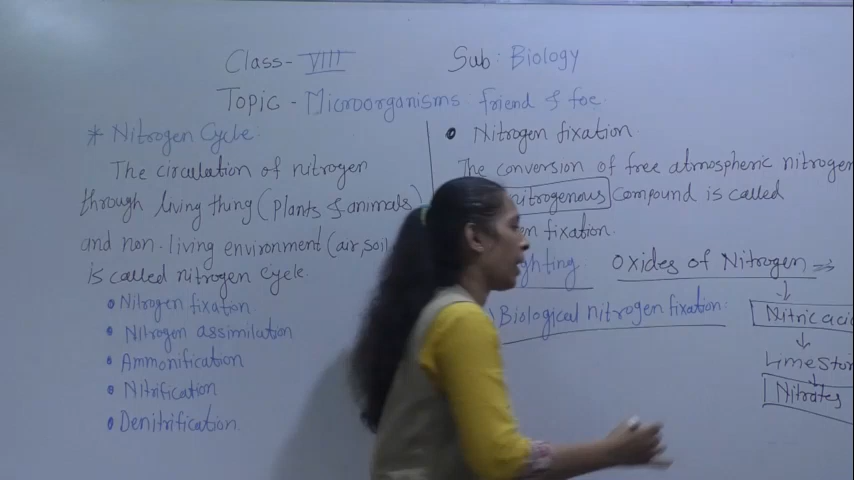 Class- VIII Sub: Biology
Topic - Microorganisms. friend & foe.
* Nitrogen Cycle:
The circulation of nitrogen
through living thing (Plants & animals)
and non-living environment (air, soil
is called nitrogen cycle.
• Nitrogen fixation
• Nitrogen assimilation
• Ammonification
• Nitrification
• Denitrification.
• Nitrogen fixation
The conversion of free atmospheric nitrogen
nitrogenous compound is called
fixation.
oxides of Nitrogen ⇒
↓
Nitric acid
↓
↓
Nitrates
Biological nitrogen fixation: